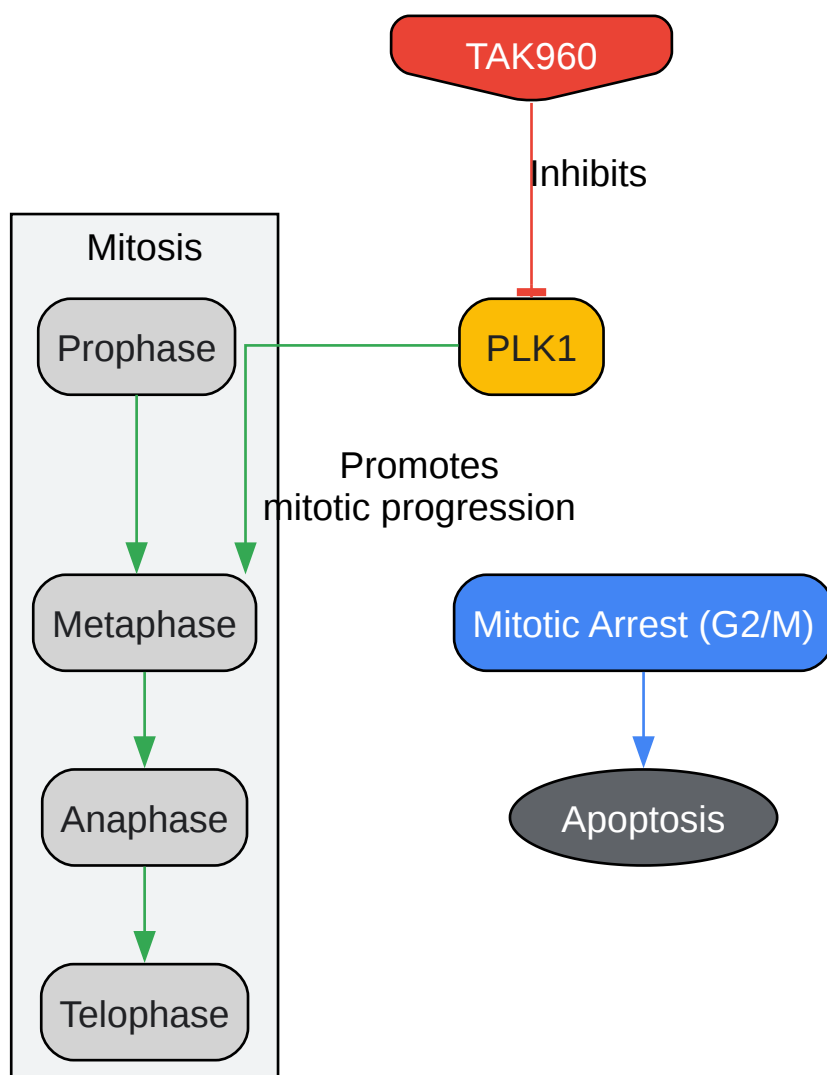 TAK960
Inhibits
Mitosis
Prophase
PLK1
Promotes
mitotic progression
Metaphase
Mitotic Arrest (G2/M)
Anaphase
Apoptosis
Telophase